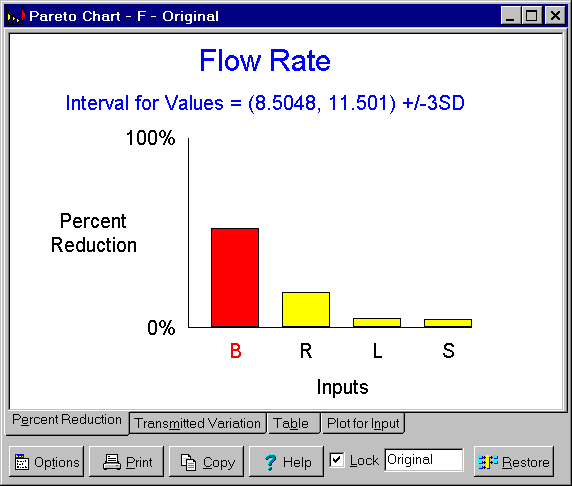 Pareto Chart - F - Original
Flow Rate
Interval for Values = (8.5048, 11.501) +/-3SD
100%
Percent
Reduction
0%
B R L S
Inputs
Percent Reduction Transmitted Variation Table Plot for Input
Options Print Copy ? Help Lock Original Restore